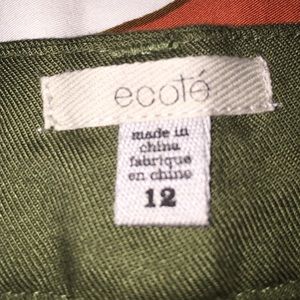 ecoté
made in
china
fabriqué
en chine
12